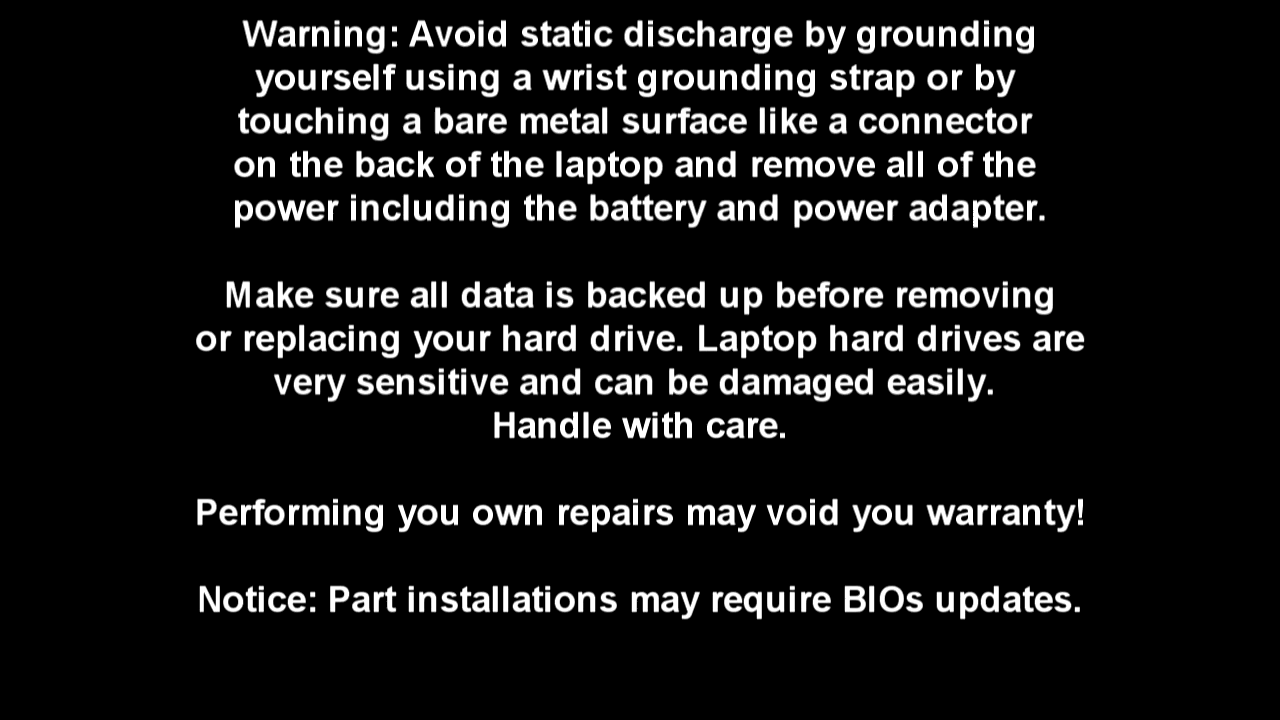 Warning: Avoid static discharge by grounding
yourself using a wrist grounding strap or by
touching a bare metal surface like a connector
on the back of the laptop and remove all of the
power including the battery and power adapter.
Make sure all data is backed up before removing
or replacing your hard drive. Laptop hard drives are
very sensitive and can be damaged easily.
Handle with care.
Performing you own repairs may void you warranty!
Notice: Part installations may require BIOs updates.